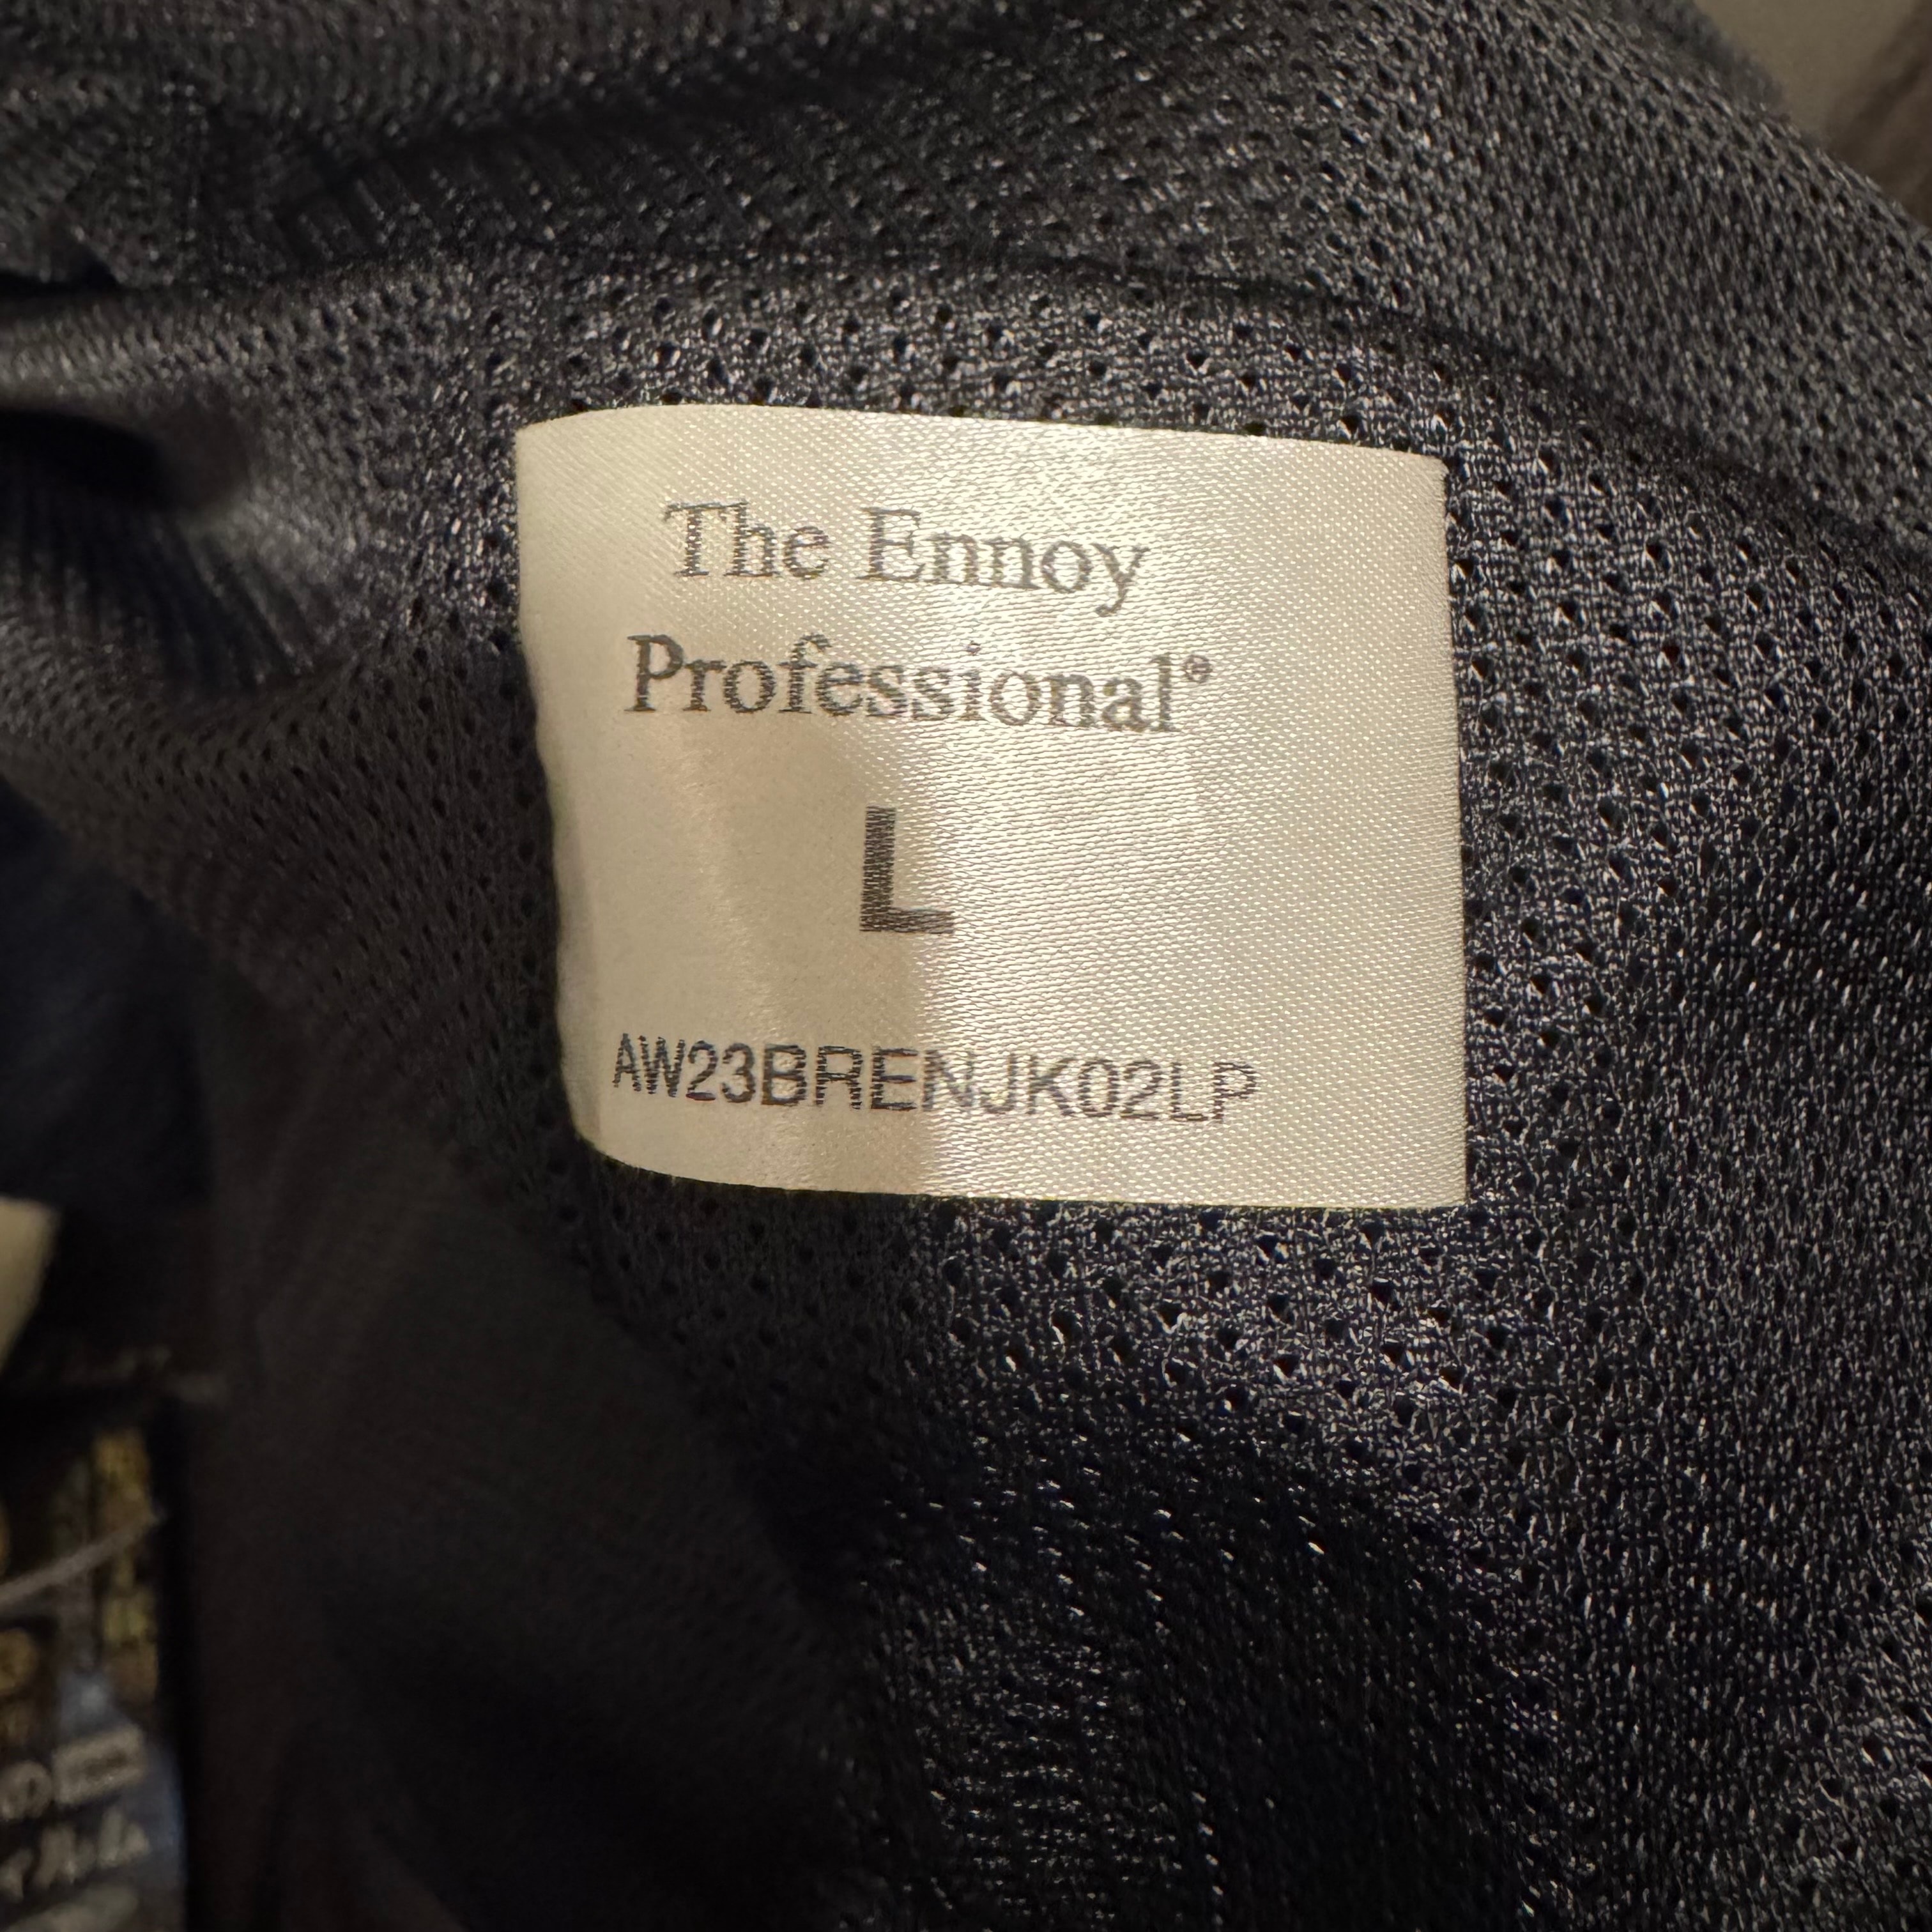 The Ennoy
Professional®
L
AW23BRENJK02LP